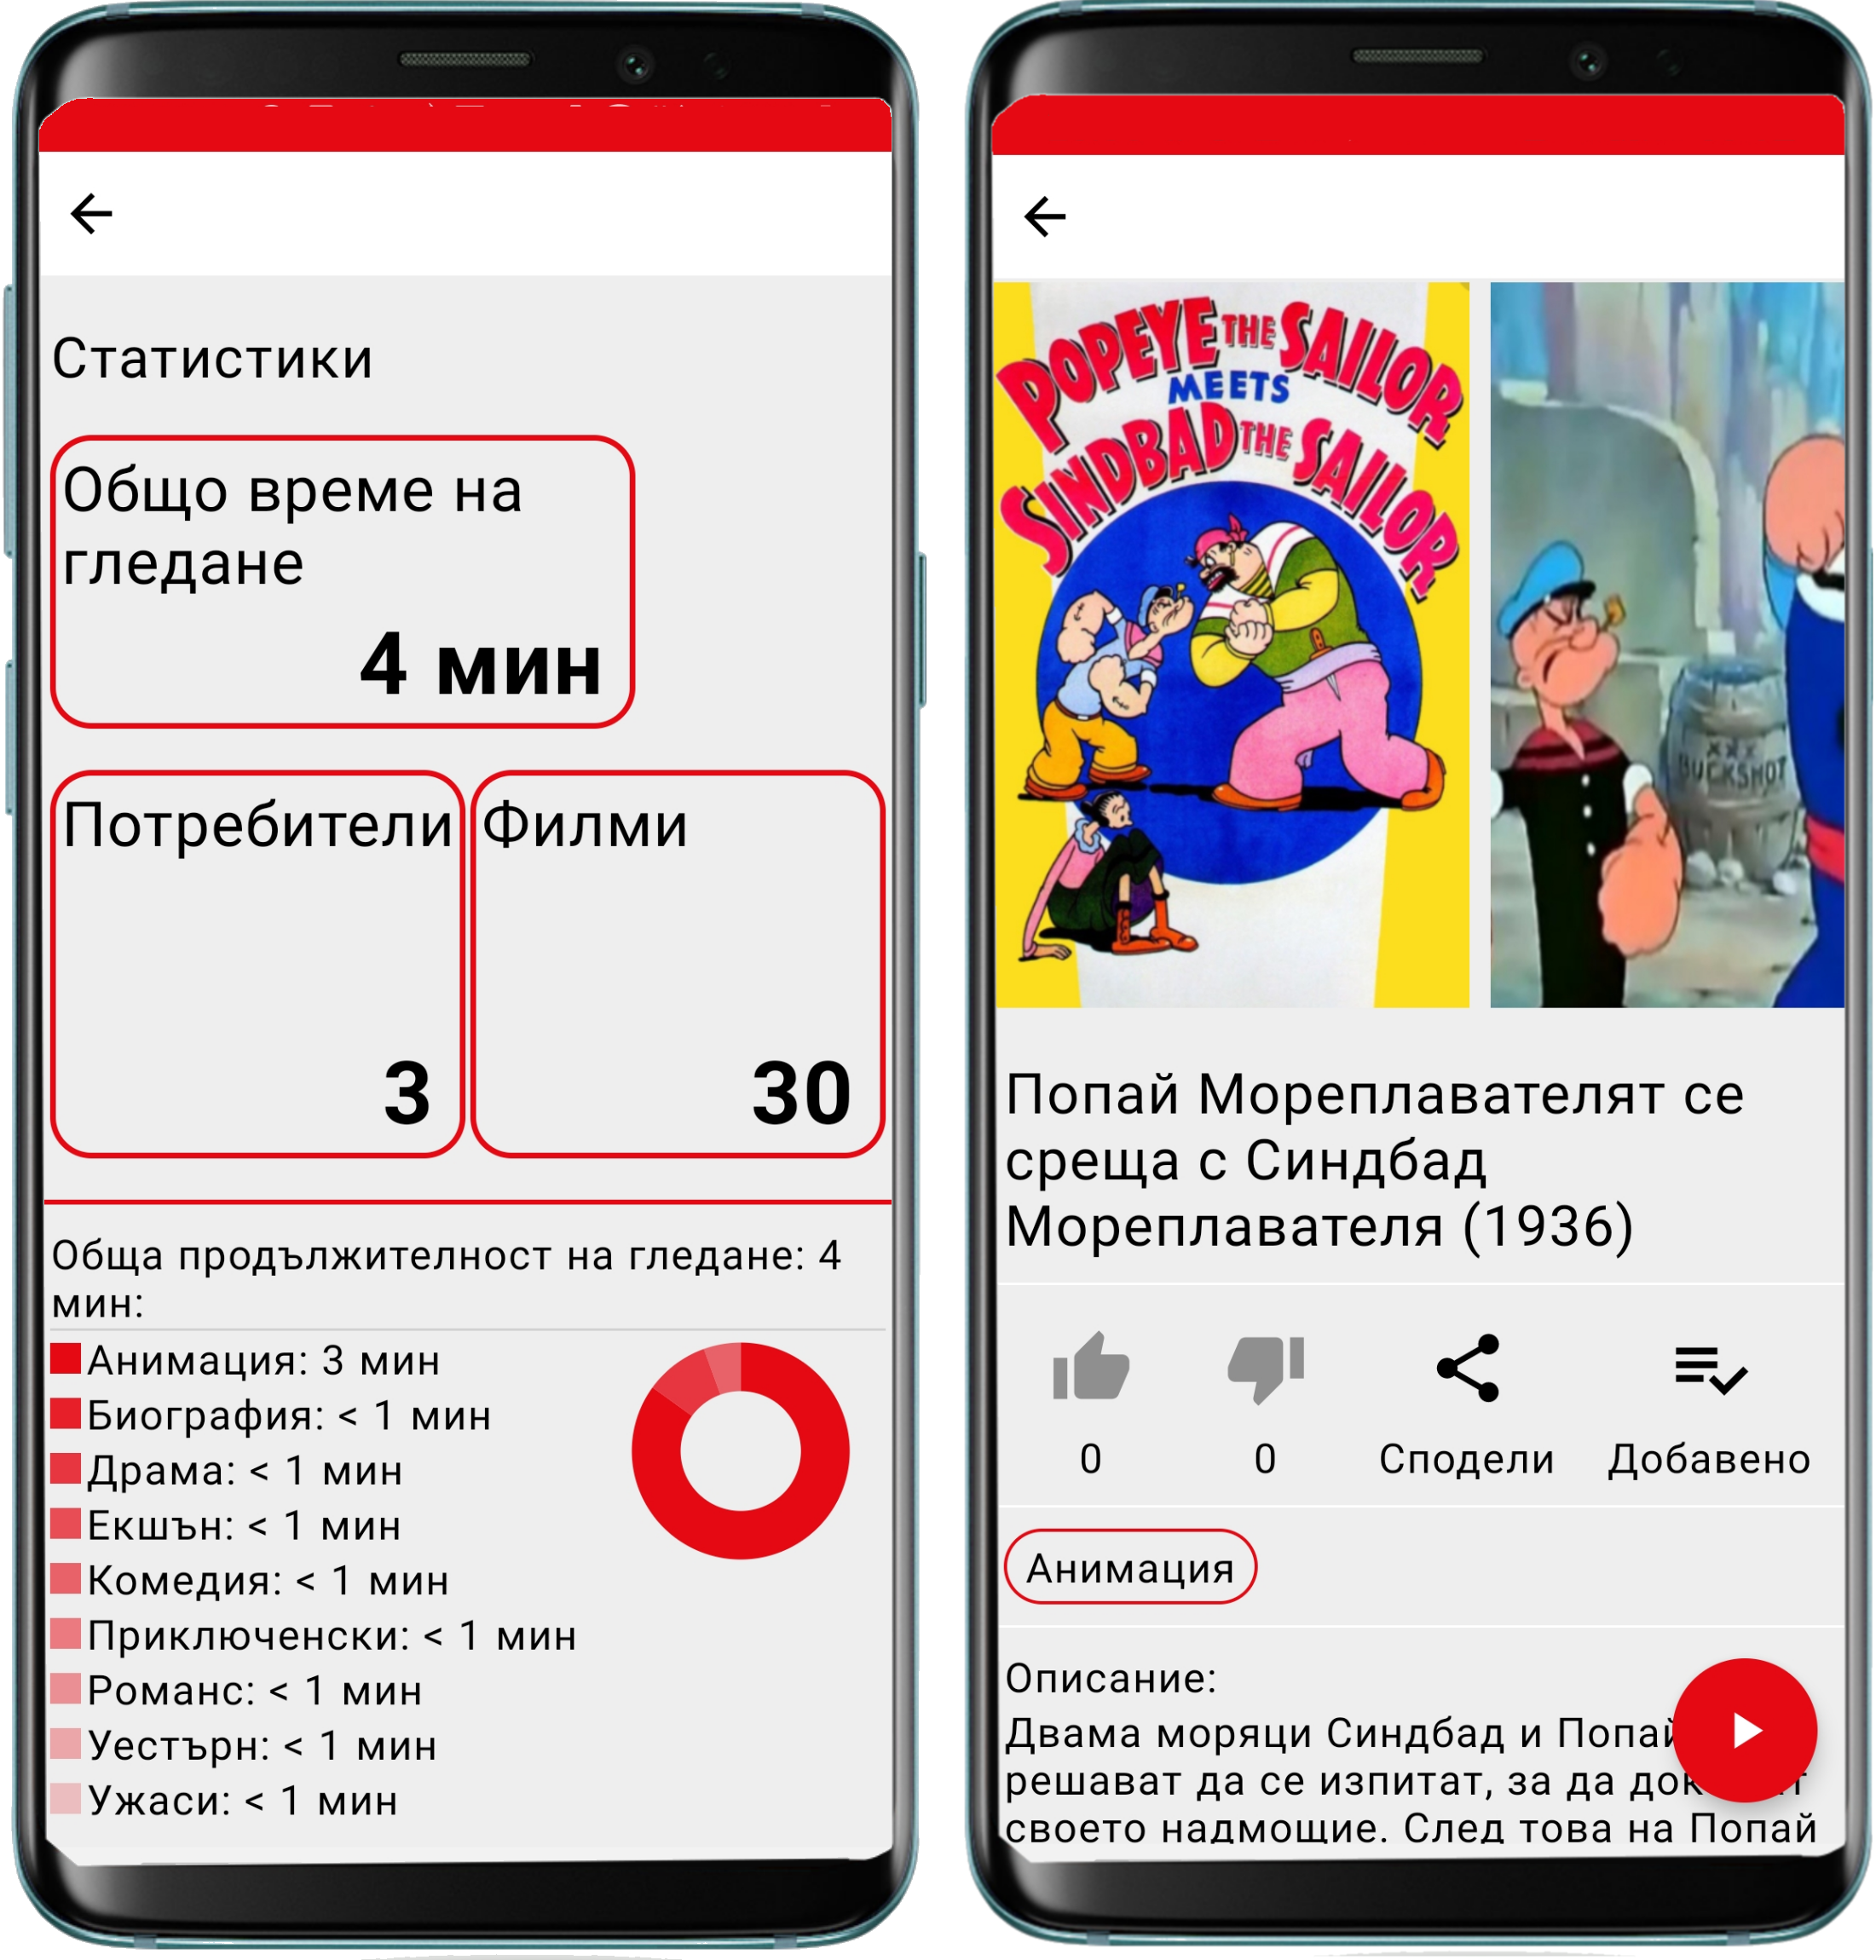 Статистики
Общо време на
гледане
4 мин
Потребители
3
Филми
30
Обща продължителност на гледане: 4
мин:
Анимация: 3 мин
Биография: < 1 мин
Драма: < 1 мин
Екшън: < 1 мин
Комедия: < 1 мин
Приключенски: < 1 мин
Романс: < 1 мин
Уестърн: < 1 мин
Ужаси: < 1 мин
POPEYE THE SAILOR
MEETS
SINDBAD THE SAILOR
XXX
BUCKSHOT
Попай Мореплавателят се
среща с Синдбад
Мореплавателя (1936)
0
0
Сподели
Добавено
Анимация
Описание:
Двама моряци Синдбад и Попай
решават да се изпитат, за да
своето надмощие. След това на Попай